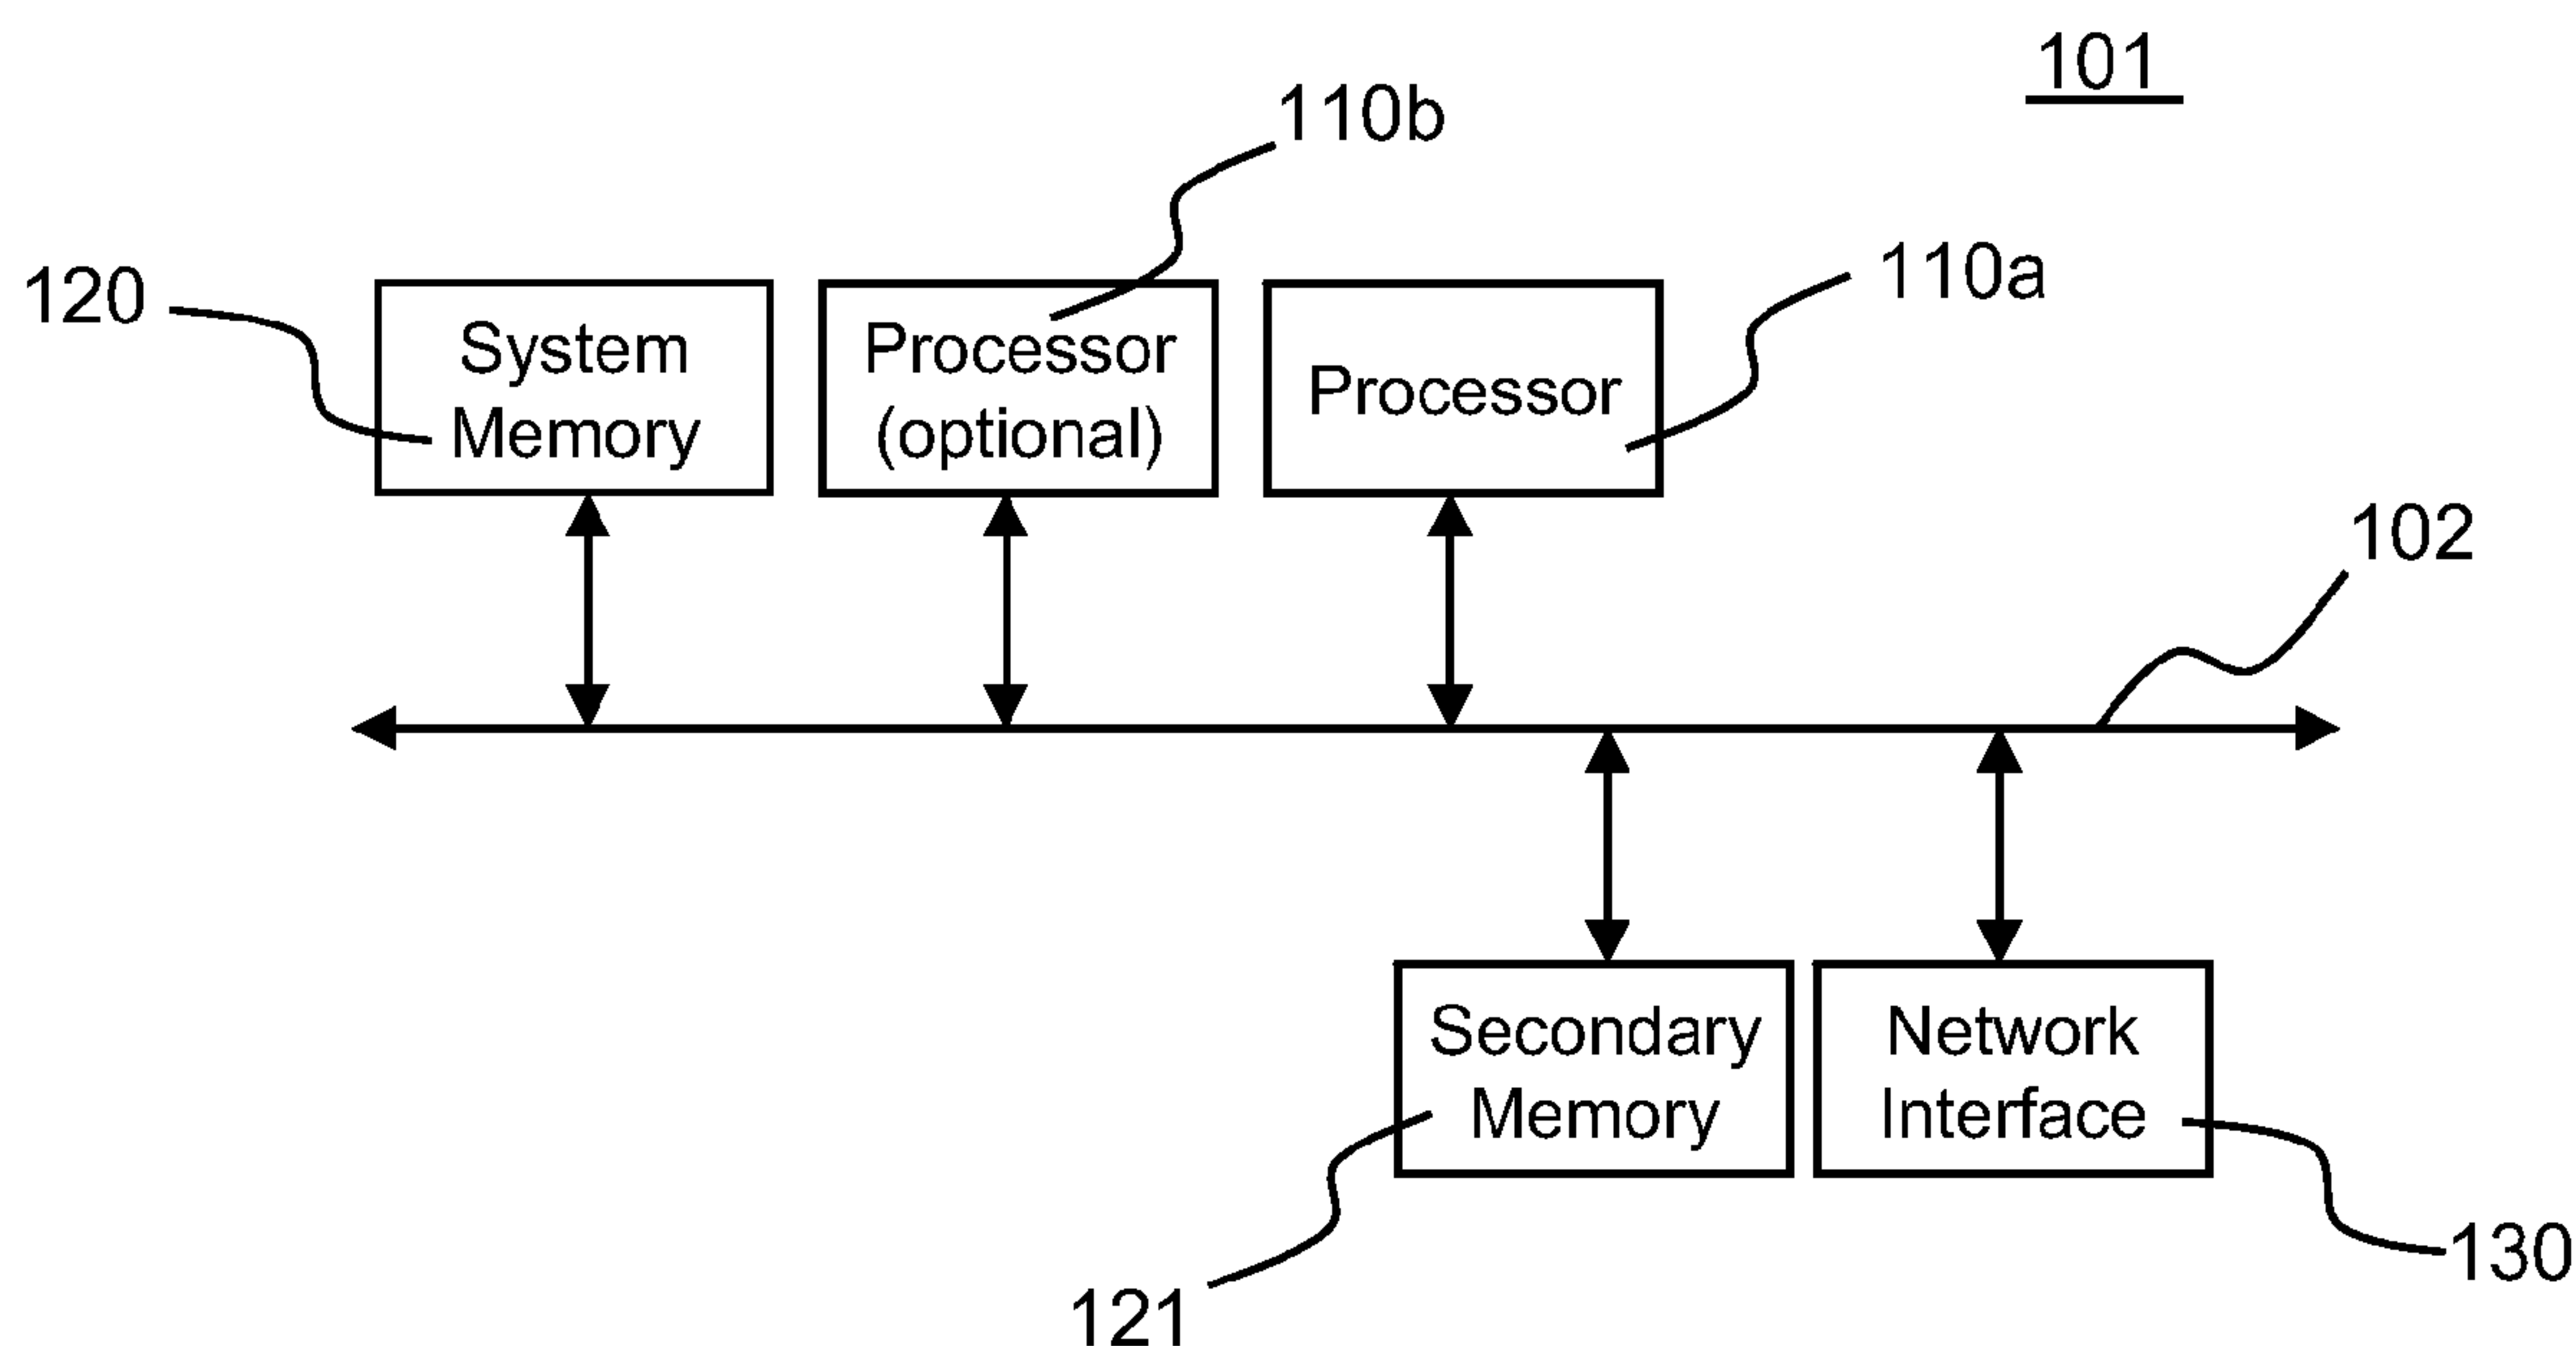 101
110b
110a
120
System
Memory
Processor
(optional)
Processor
102
Secondary
Memory
Network
Interface
121
130